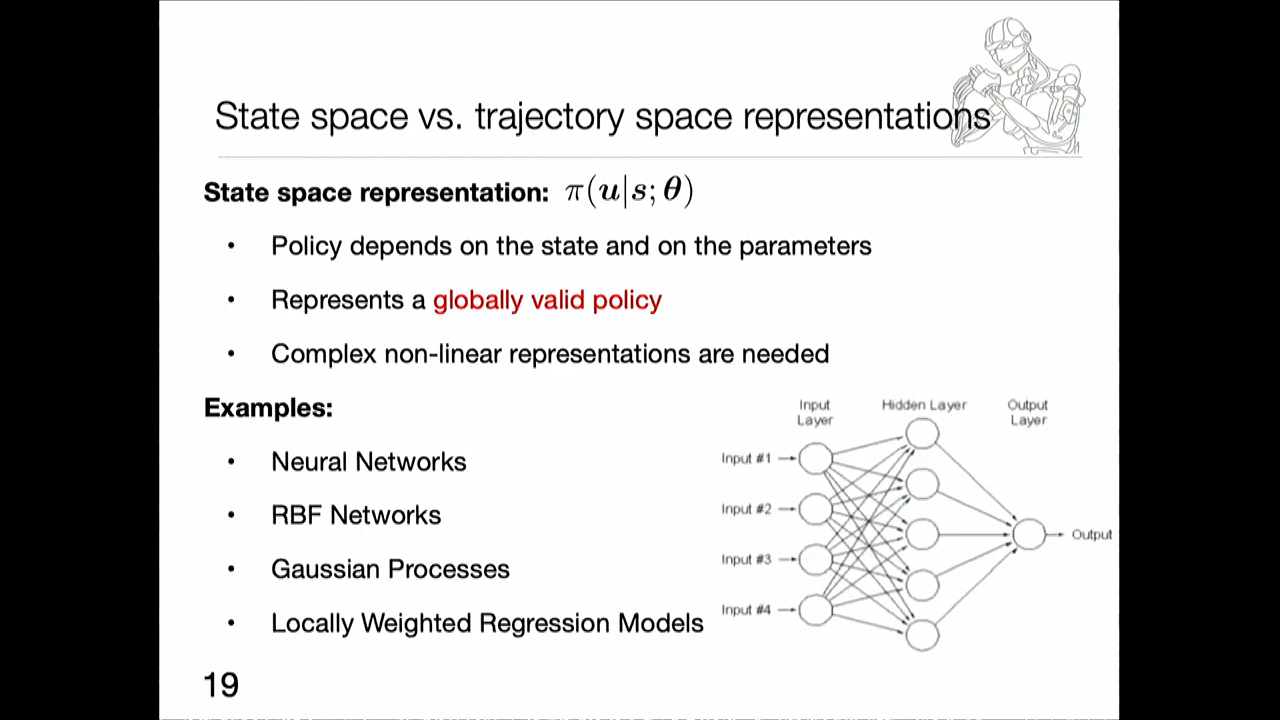 State space vs. trajectory space representations
State space representation: π(u|s; θ)
• Policy depends on the state and on the parameters
• Represents a globally valid policy
• Complex non-linear representations are needed
Examples:
• Neural Networks
• RBF Networks
• Gaussian Processes
• Locally Weighted Regression Models
Input Layer
Hidden Layer
Output Layer
Input #1
Input #2
Input #3
Input #4
Output
19